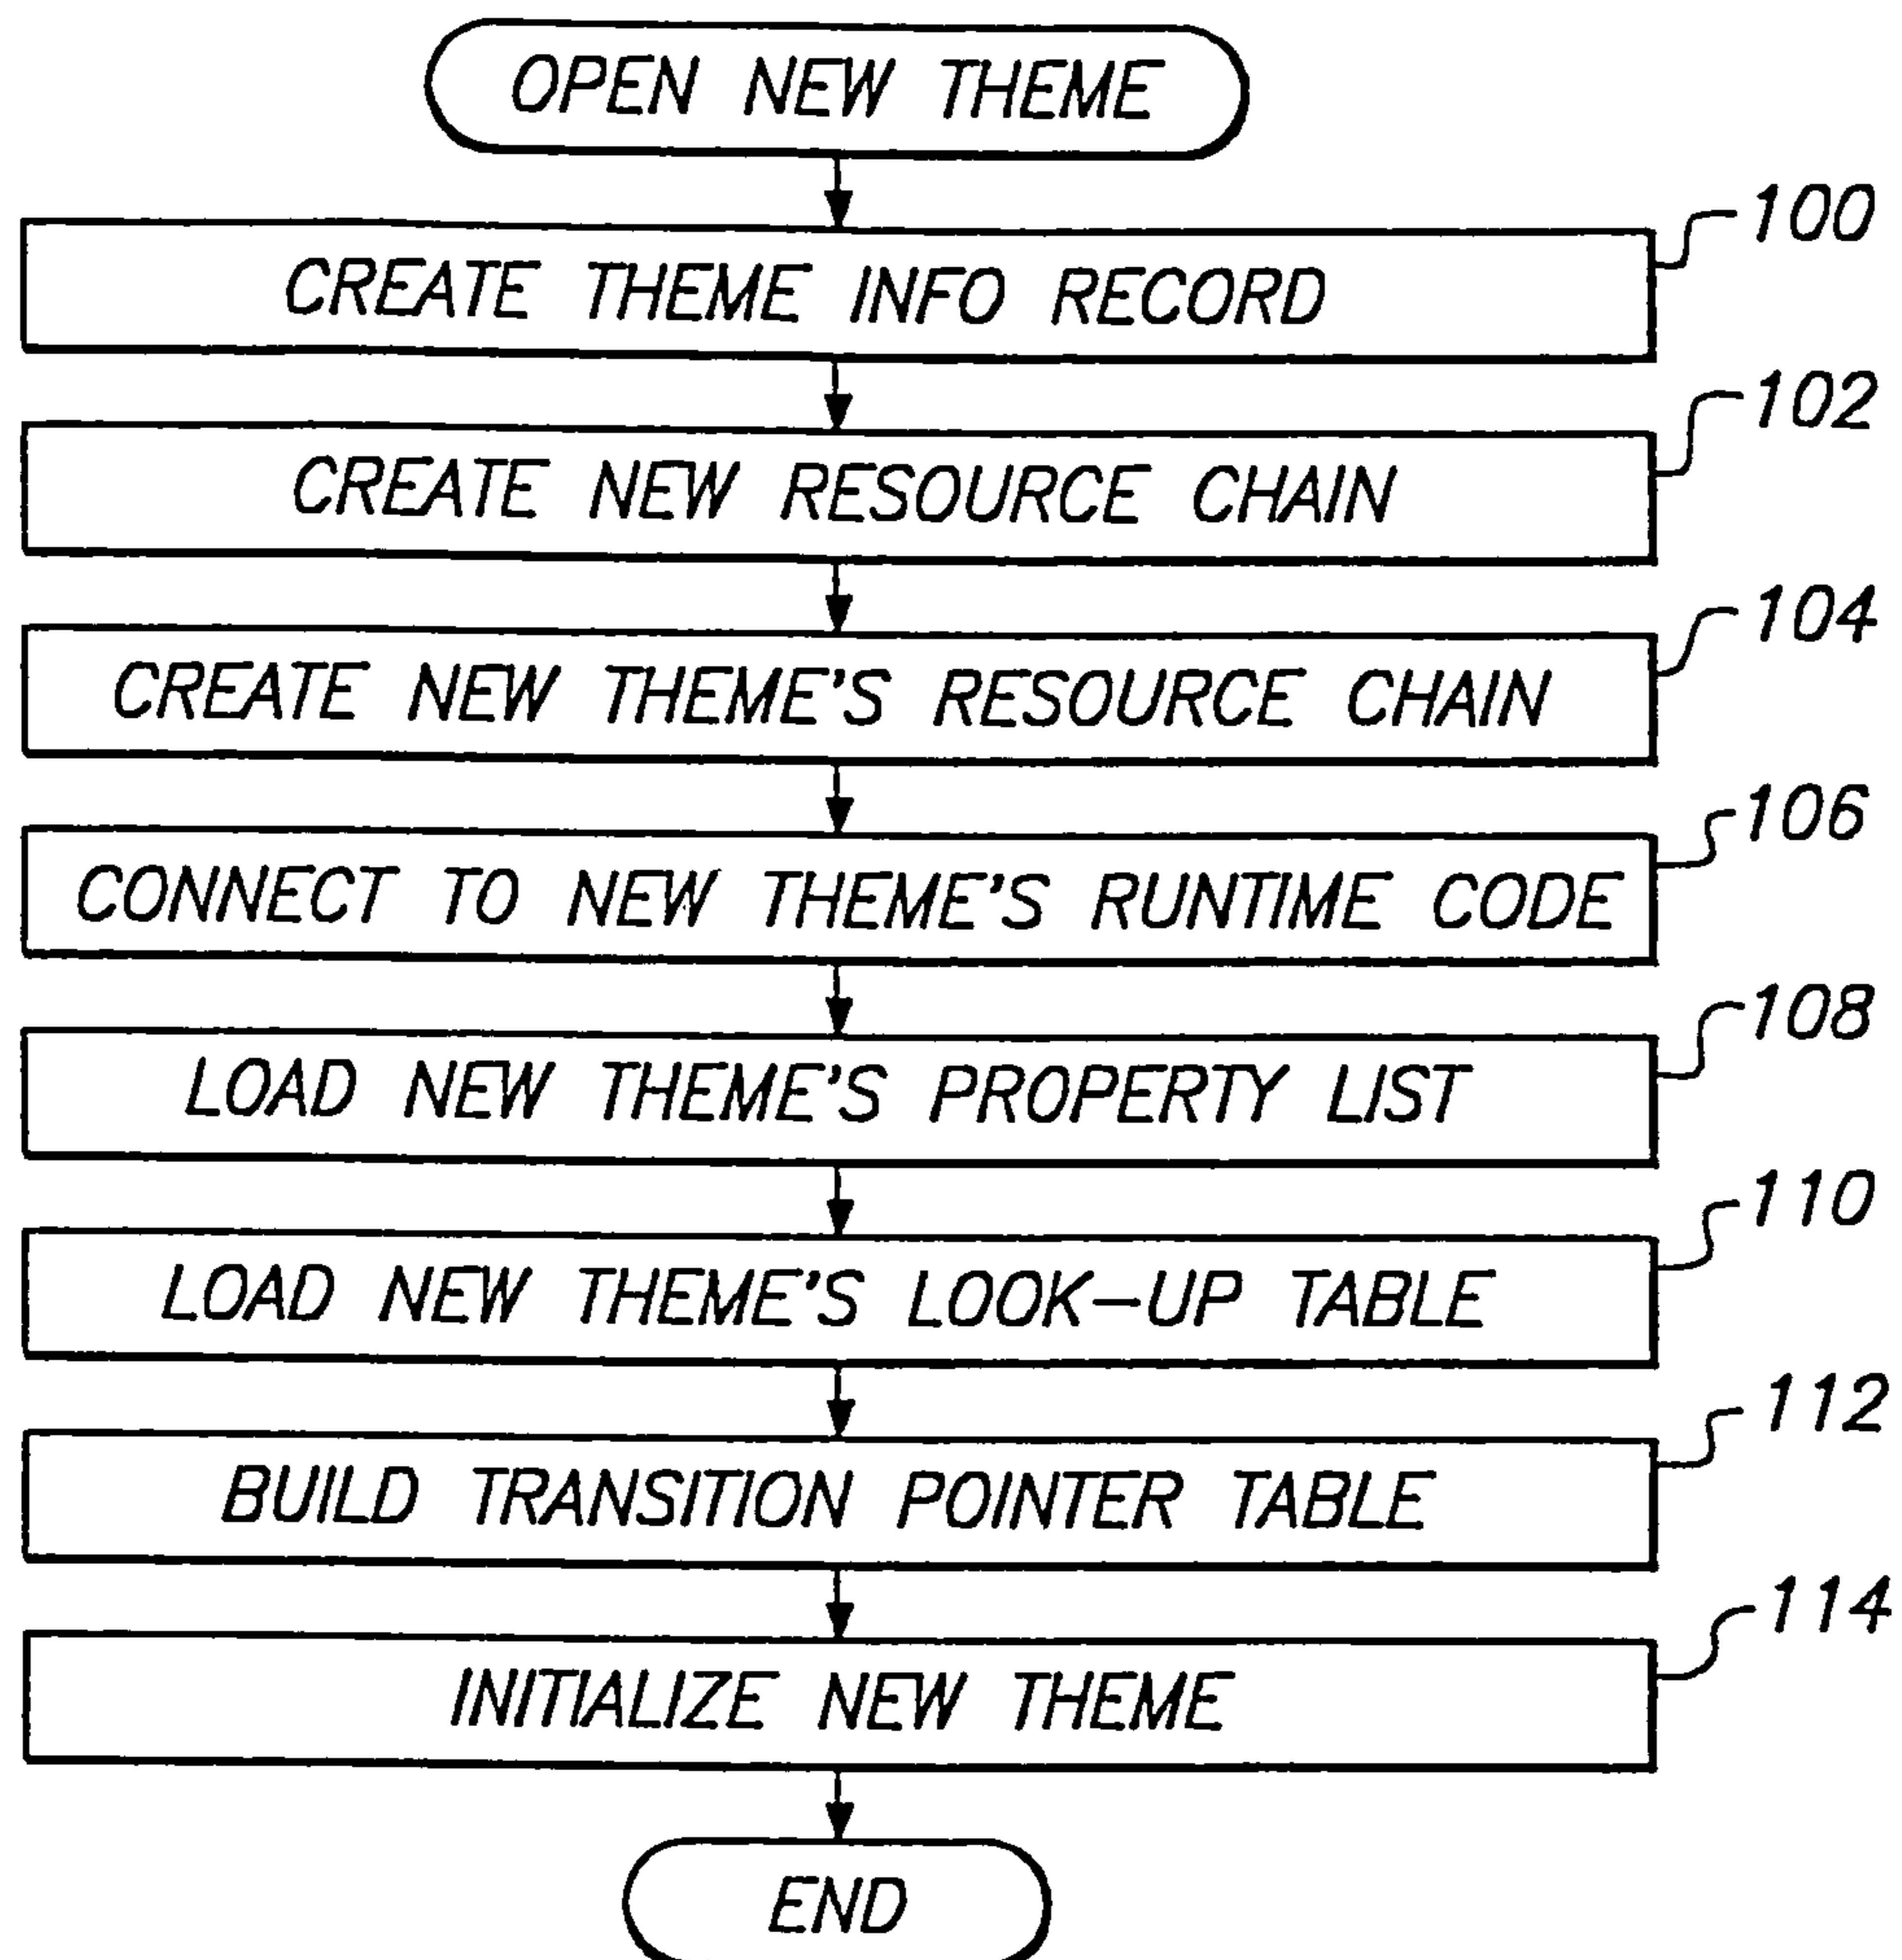 OPEN NEW THEME
CREATE THEME INFO RECORD
100
CREATE NEW RESOURCE CHAIN
102
CREATE NEW THEME'S RESOURCE CHAIN
104
CONNECT TO NEW THEME'S RUNTIME CODE
106
LOAD NEW THEME'S PROPERTY LIST
108
LOAD NEW THEME'S LOOK-UP TABLE
110
BUILD TRANSITION POINTER TABLE
112
INITIALIZE NEW THEME
114
END